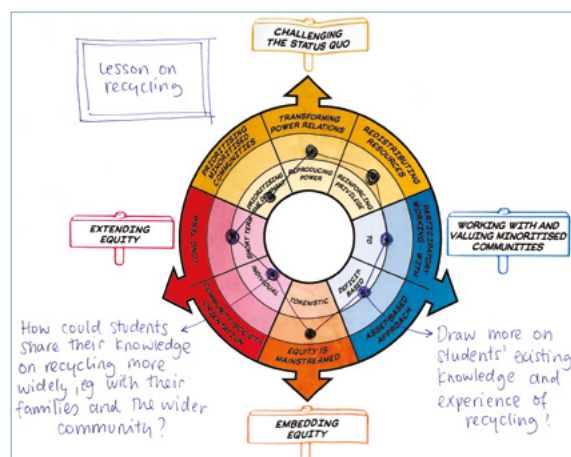 CHALLENGING
THE STATUS QUO
Lesson on
recycling
PRIORITISING
MINORITISED
COMMUNITIES
TRANSFORMING
POWER RELATIONS
REDISTRIBUTING
RESOURCES
PRIORITISING
REPRODUCING
POWER
REINFORCING
PRIVILEGE
EXTENDING
EQUITY
LONG TERM
SHORT TERM
TO
PARTICIPATORY
WORKING - WITH
WORKING WITH AND
VALUING MINORITISED
COMMUNITIES
COMMUNITY/SOCIETY
ORIENTATION
INDIVIDUAL
TOKENISTIC
DEFICIT-BASED
ASSET-BASED
APPROACH
EQUITY IS
MAINSTREAMED
How could students
share their knowledge
on recycling more
widely, eg with their
families and the wider
community?
Draw more on
students' existing
knowledge and
experience of
recycling!
EMBEDDING
EQUITY